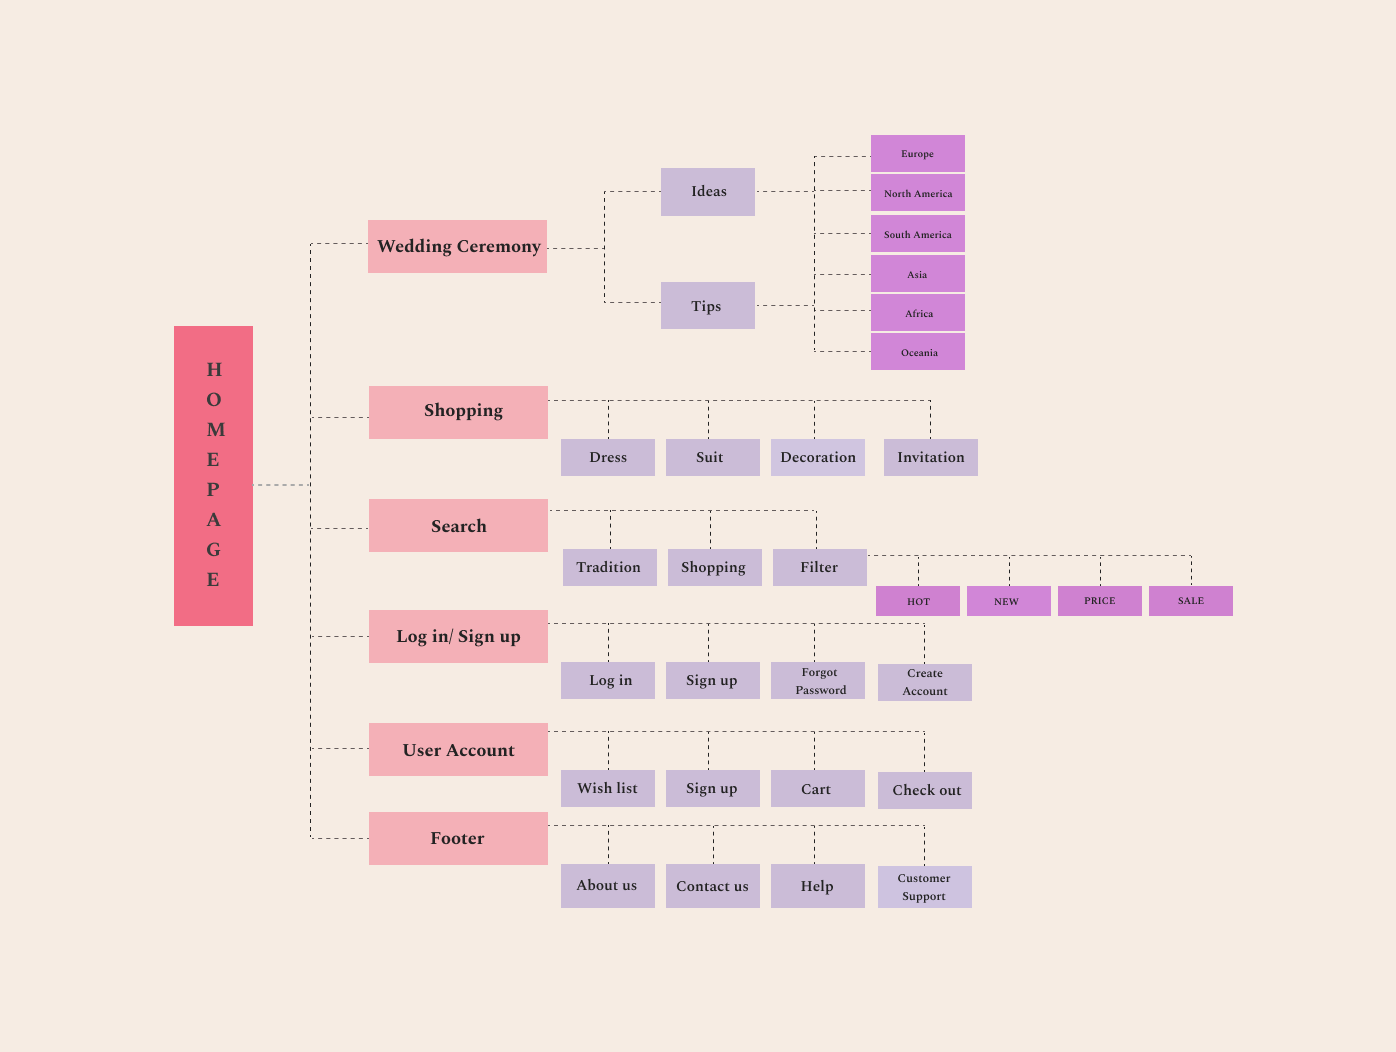 H
O
M
E
P
A
G
E
Wedding Ceremony
Ideas
Tips
Europe
North America
South America
Asia
Africa
Oceania
Shopping
Dress
Suit
Decoration
Invitation
Search
Tradition
Shopping
Filter
HOT
NEW
PRICE
SALE
Log in/ Sign up
Log in
Sign up
Forgot
Password
Create
Account
User Account
Wish list
Sign up
Cart
Check out
Footer
About us
Contact us
Help
Customer
Support